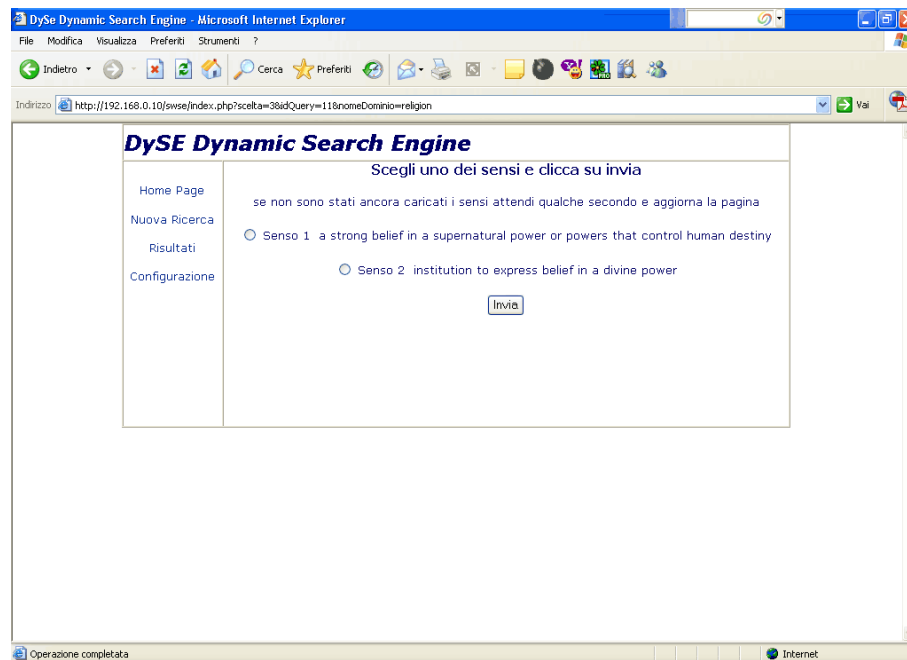 DySe Dynamic Search Engine - Microsoft Internet Explorer
File Modifica Visualizza Preferiti Strumenti ?
Indietro Cerca Preferiti
Indirizzo http://192.168.0.10/swse/index.php?scelta=3&idQuery=11&nomeDominio=religion Vai
DySE Dynamic Search Engine
Scegli uno dei sensi e clicca su invia
Home Page
se non sono stati ancora caricati i sensi attendi qualche secondo e aggiorna la pagina
Nuova Ricerca
Senso 1 a strong belief in a supernatural power or powers that control human destiny
Risultati
Senso 2 institution to express belief in a divine power
Configurazione
Invia
Operazione completata Internet